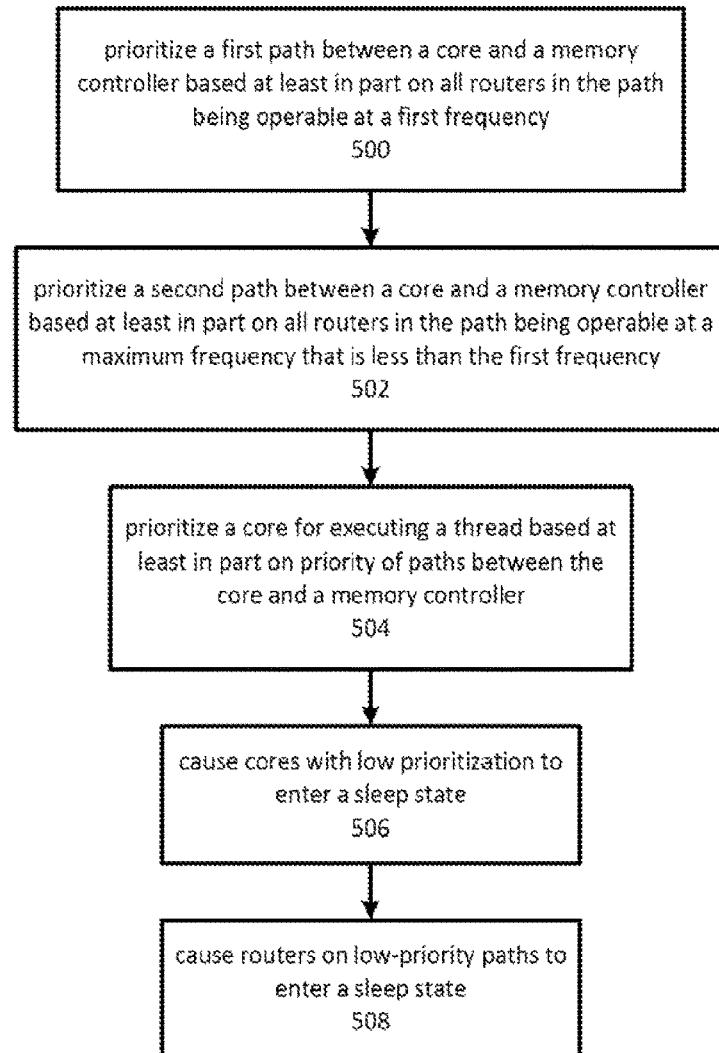 prioritize a first path between a core and a memory
controller based at least in part on all routers in the path
being operable at a first frequency
500
prioritize a second path between a core and a memory controller
based at least in part on all routers in the path being operable at a
maximum frequency that is less than the first frequency
502
prioritize a core for executing a thread based at
least in part on priority of paths between the
core and a memory controller
504
cause cores with low prioritization to
enter a sleep state
506
cause routers on low-priority paths to
enter a sleep state
508